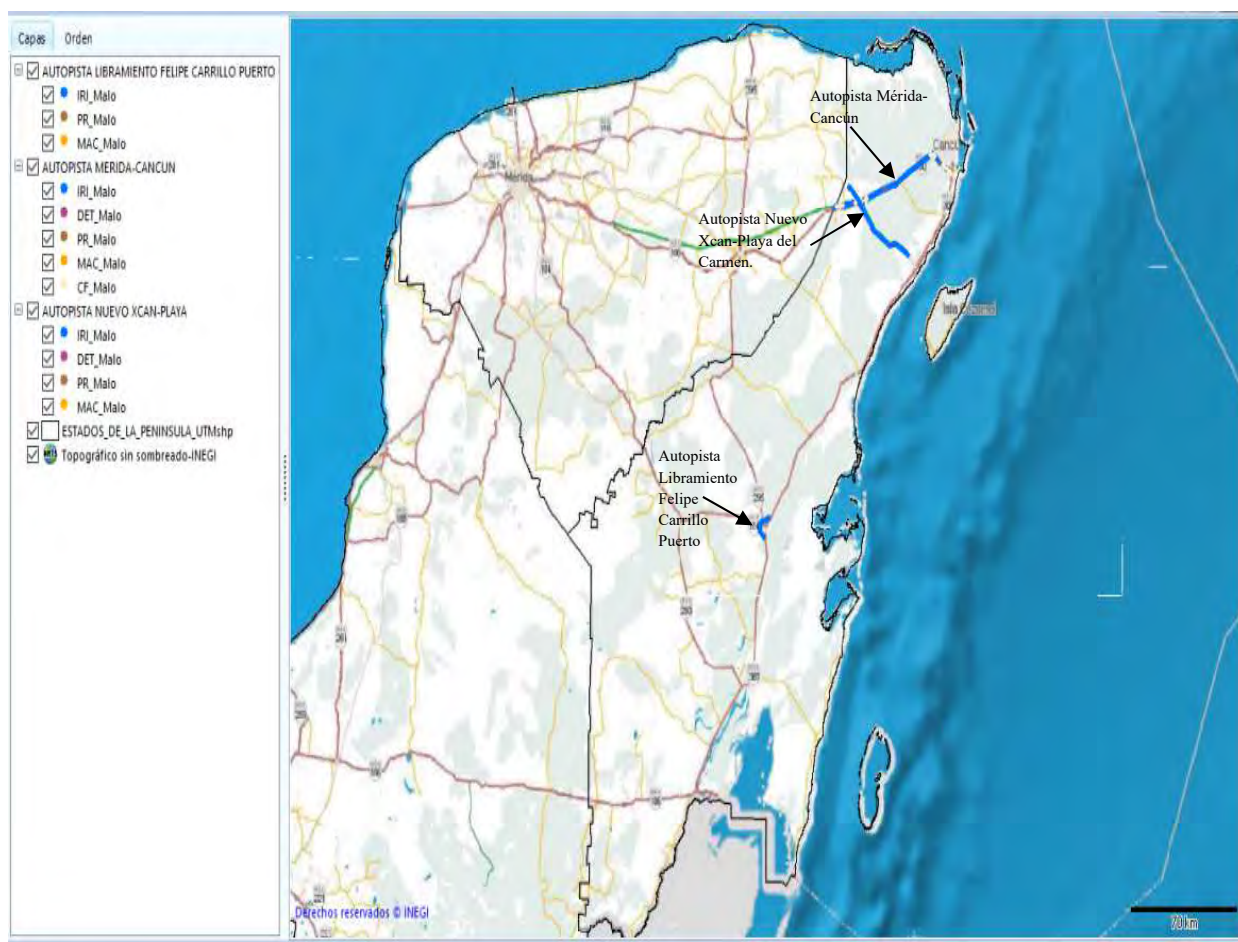 Capas Orden
AUTOPISTA LIBRAMIENTO FELIPE CARRILLO PUERTO
IRI_Malo
PR_Malo
MAC_Malo
AUTOPISTA MERIDA-CANCUN
IRI_Malo
DET_Malo
PR_Malo
MAC_Malo
CF_Malo
AUTOPISTA NUEVO XCAN-PLAYA
IRI_Malo
DET_Malo
PR_Malo
MAC_Malo
ESTADOS_DE_LA_PENINSULA_UTMshp
Topográfico sin sombreado-INEGI
Autopista Mérida-
Cancun
Cancún
Mérida
Autopista Nuevo
Xcan-Playa del
Carmen.
Isla
Autopista
Libramiento
Felipe
Carrillo
Puerto
Derechos reservados © INEGI
70 km